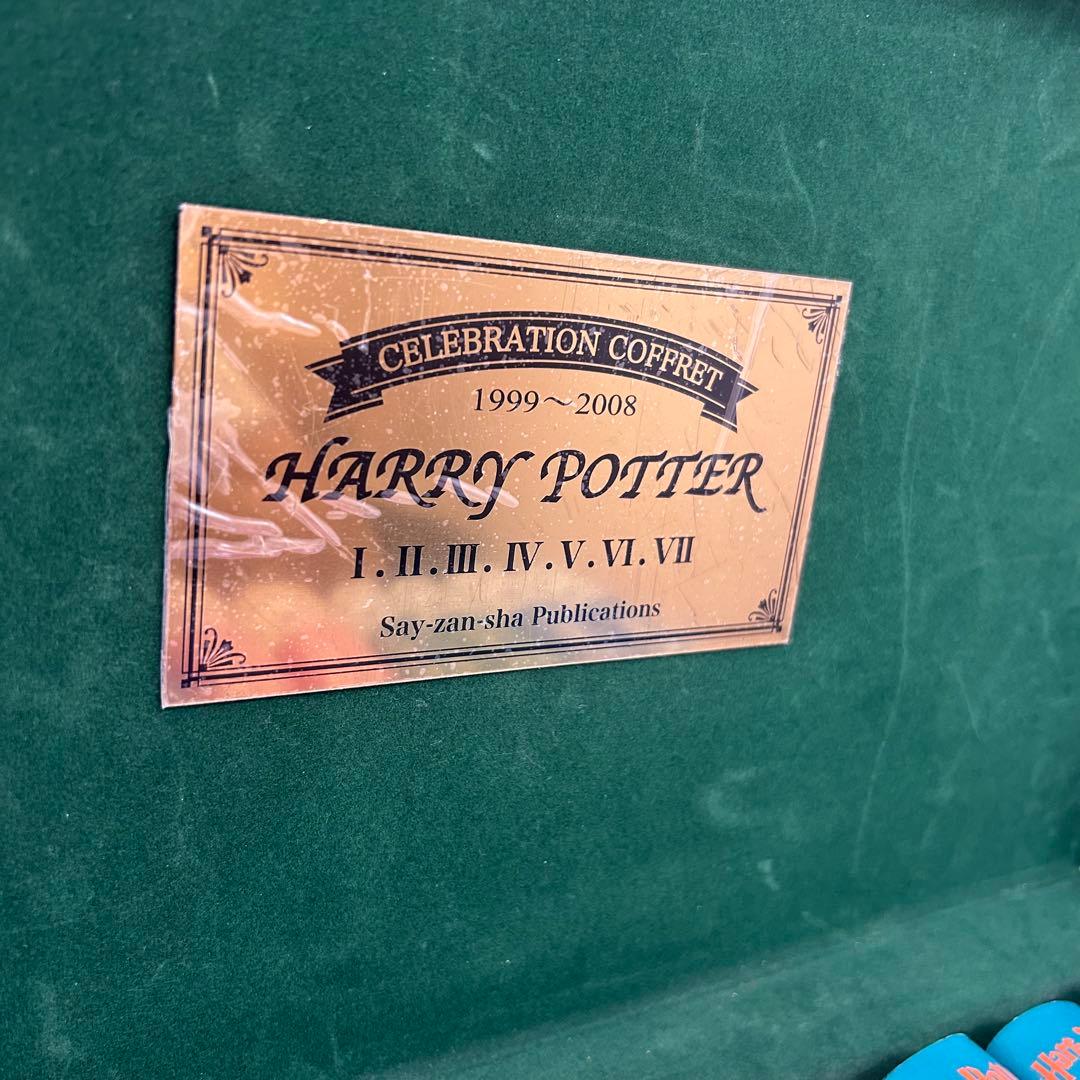 CELEBRATION COFFRET
1999～2008
HARRY POTTER
I.II.III.IV.V.VI.VII
Say-zan-sha Publications